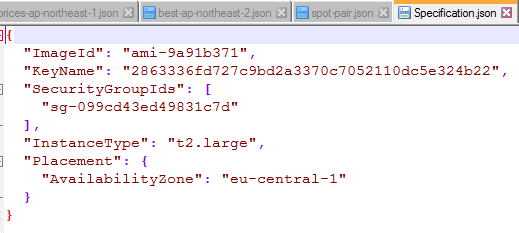 prices-ap-northeast-1.json best-ap-northeast-2.json spot-pair.json Specification.json
{
"ImageId": "ami-9a91b371",
"KeyName": "2863336fd727c9bd2a3370c7052110dc5e324b22",
"SecurityGroupIds": [
"sg-099cd43ed49831c7d"
],
"InstanceType": "t2.large",
"Placement": {
"AvailabilityZone": "eu-central-1"
}
}